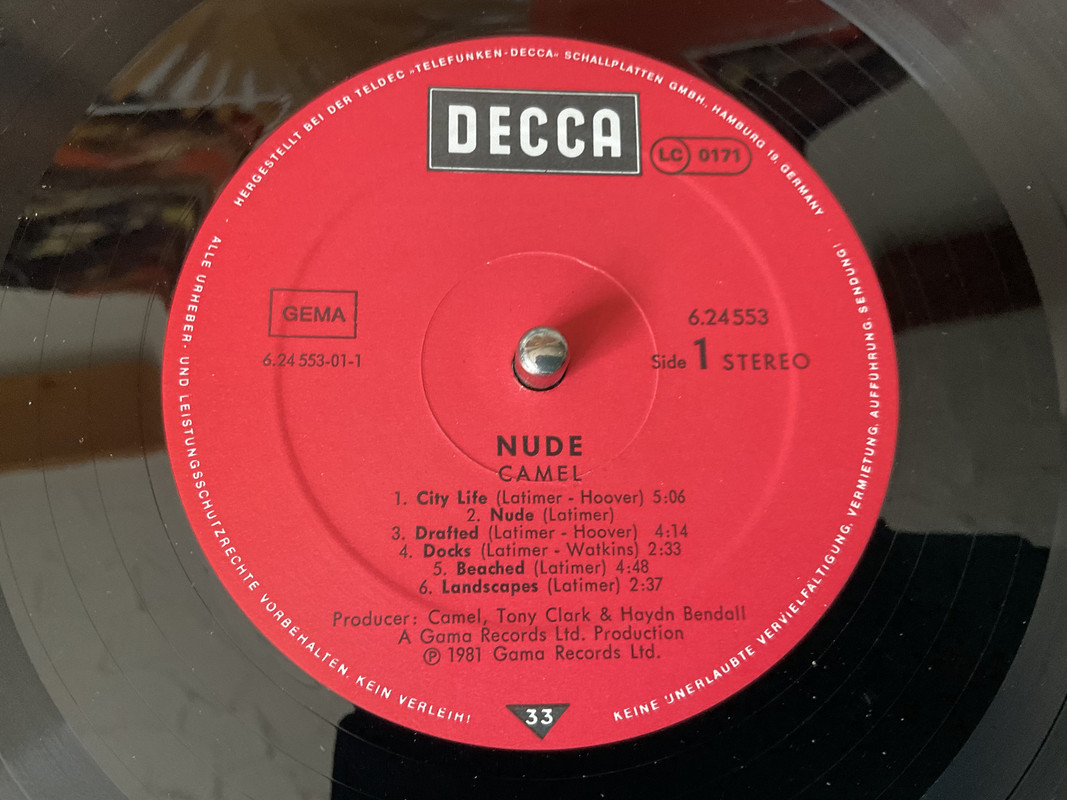 HERGESTELLT BEI DER TELDEC »TELEFUNKEN-DECCA« SCHALLPLATTEN GMBH, HAMBURG 19, GERMANY ·
DECCA
LC 0171
GEMA
6.24553
6.24 553-01-1
Side 1 STEREO
NUDE
CAMEL
1. City Life (Latimer - Hoover) 5:06
2. Nude (Latimer)
3. Drafted (Latimer - Hoover) 4:14
4. Docks (Latimer - Watkins) 2:33
5. Beached (Latimer) 4:48
6. Landscapes (Latimer) 2:37
Producer: Camel, Tony Clark & Haydn Bendall
A Gama Records Ltd. Production
℗ 1981 Gama Records Ltd.
33
ALLE URHEBER- UND LEISTUNGSSCHUTZRECHTE VORBEHALTEN. KEIN VERLEIH!
KEINE UNERLAUBTE VERVIELFÄLTIGUNG, VERMIETUNG, AUFFÜHRUNG, SENDUNG!